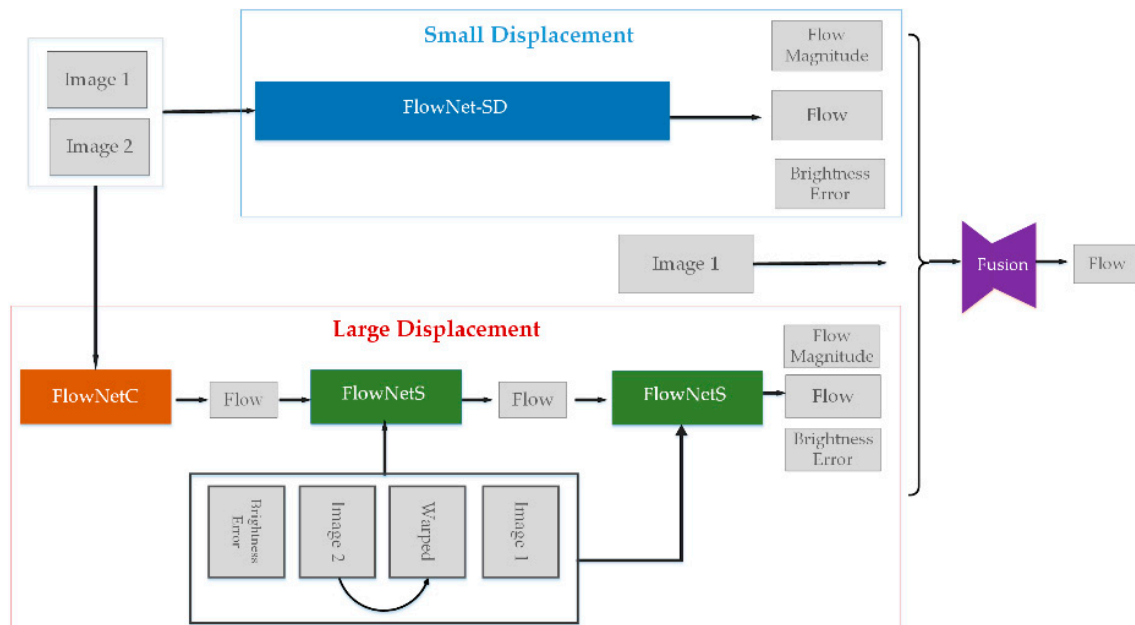 Small Displacement
Image 1
Image 2
FlowNet-SD
Flow
Magnitude
Flow
Brightness
Error
Image 1
Fusion
Flow
Large Displacement
FlowNetC
Flow
FlowNetS
Flow
FlowNetS
Flow
Magnitude
Flow
Brightness
Error
Brightness
Error
Image 2
Warped
Image 1